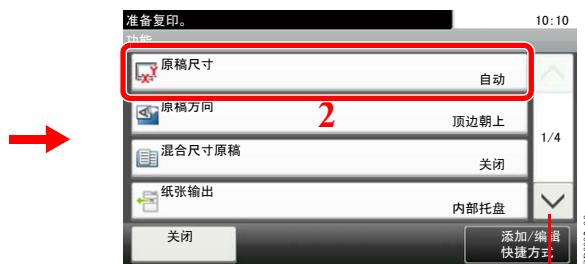 准备复印。 10:10
功能
原稿尺寸
自动
原稿方向
2
顶边朝上
1/4
混合尺寸原稿
关闭
纸张输出
内部托盘
关闭
添加/编辑
快捷方式